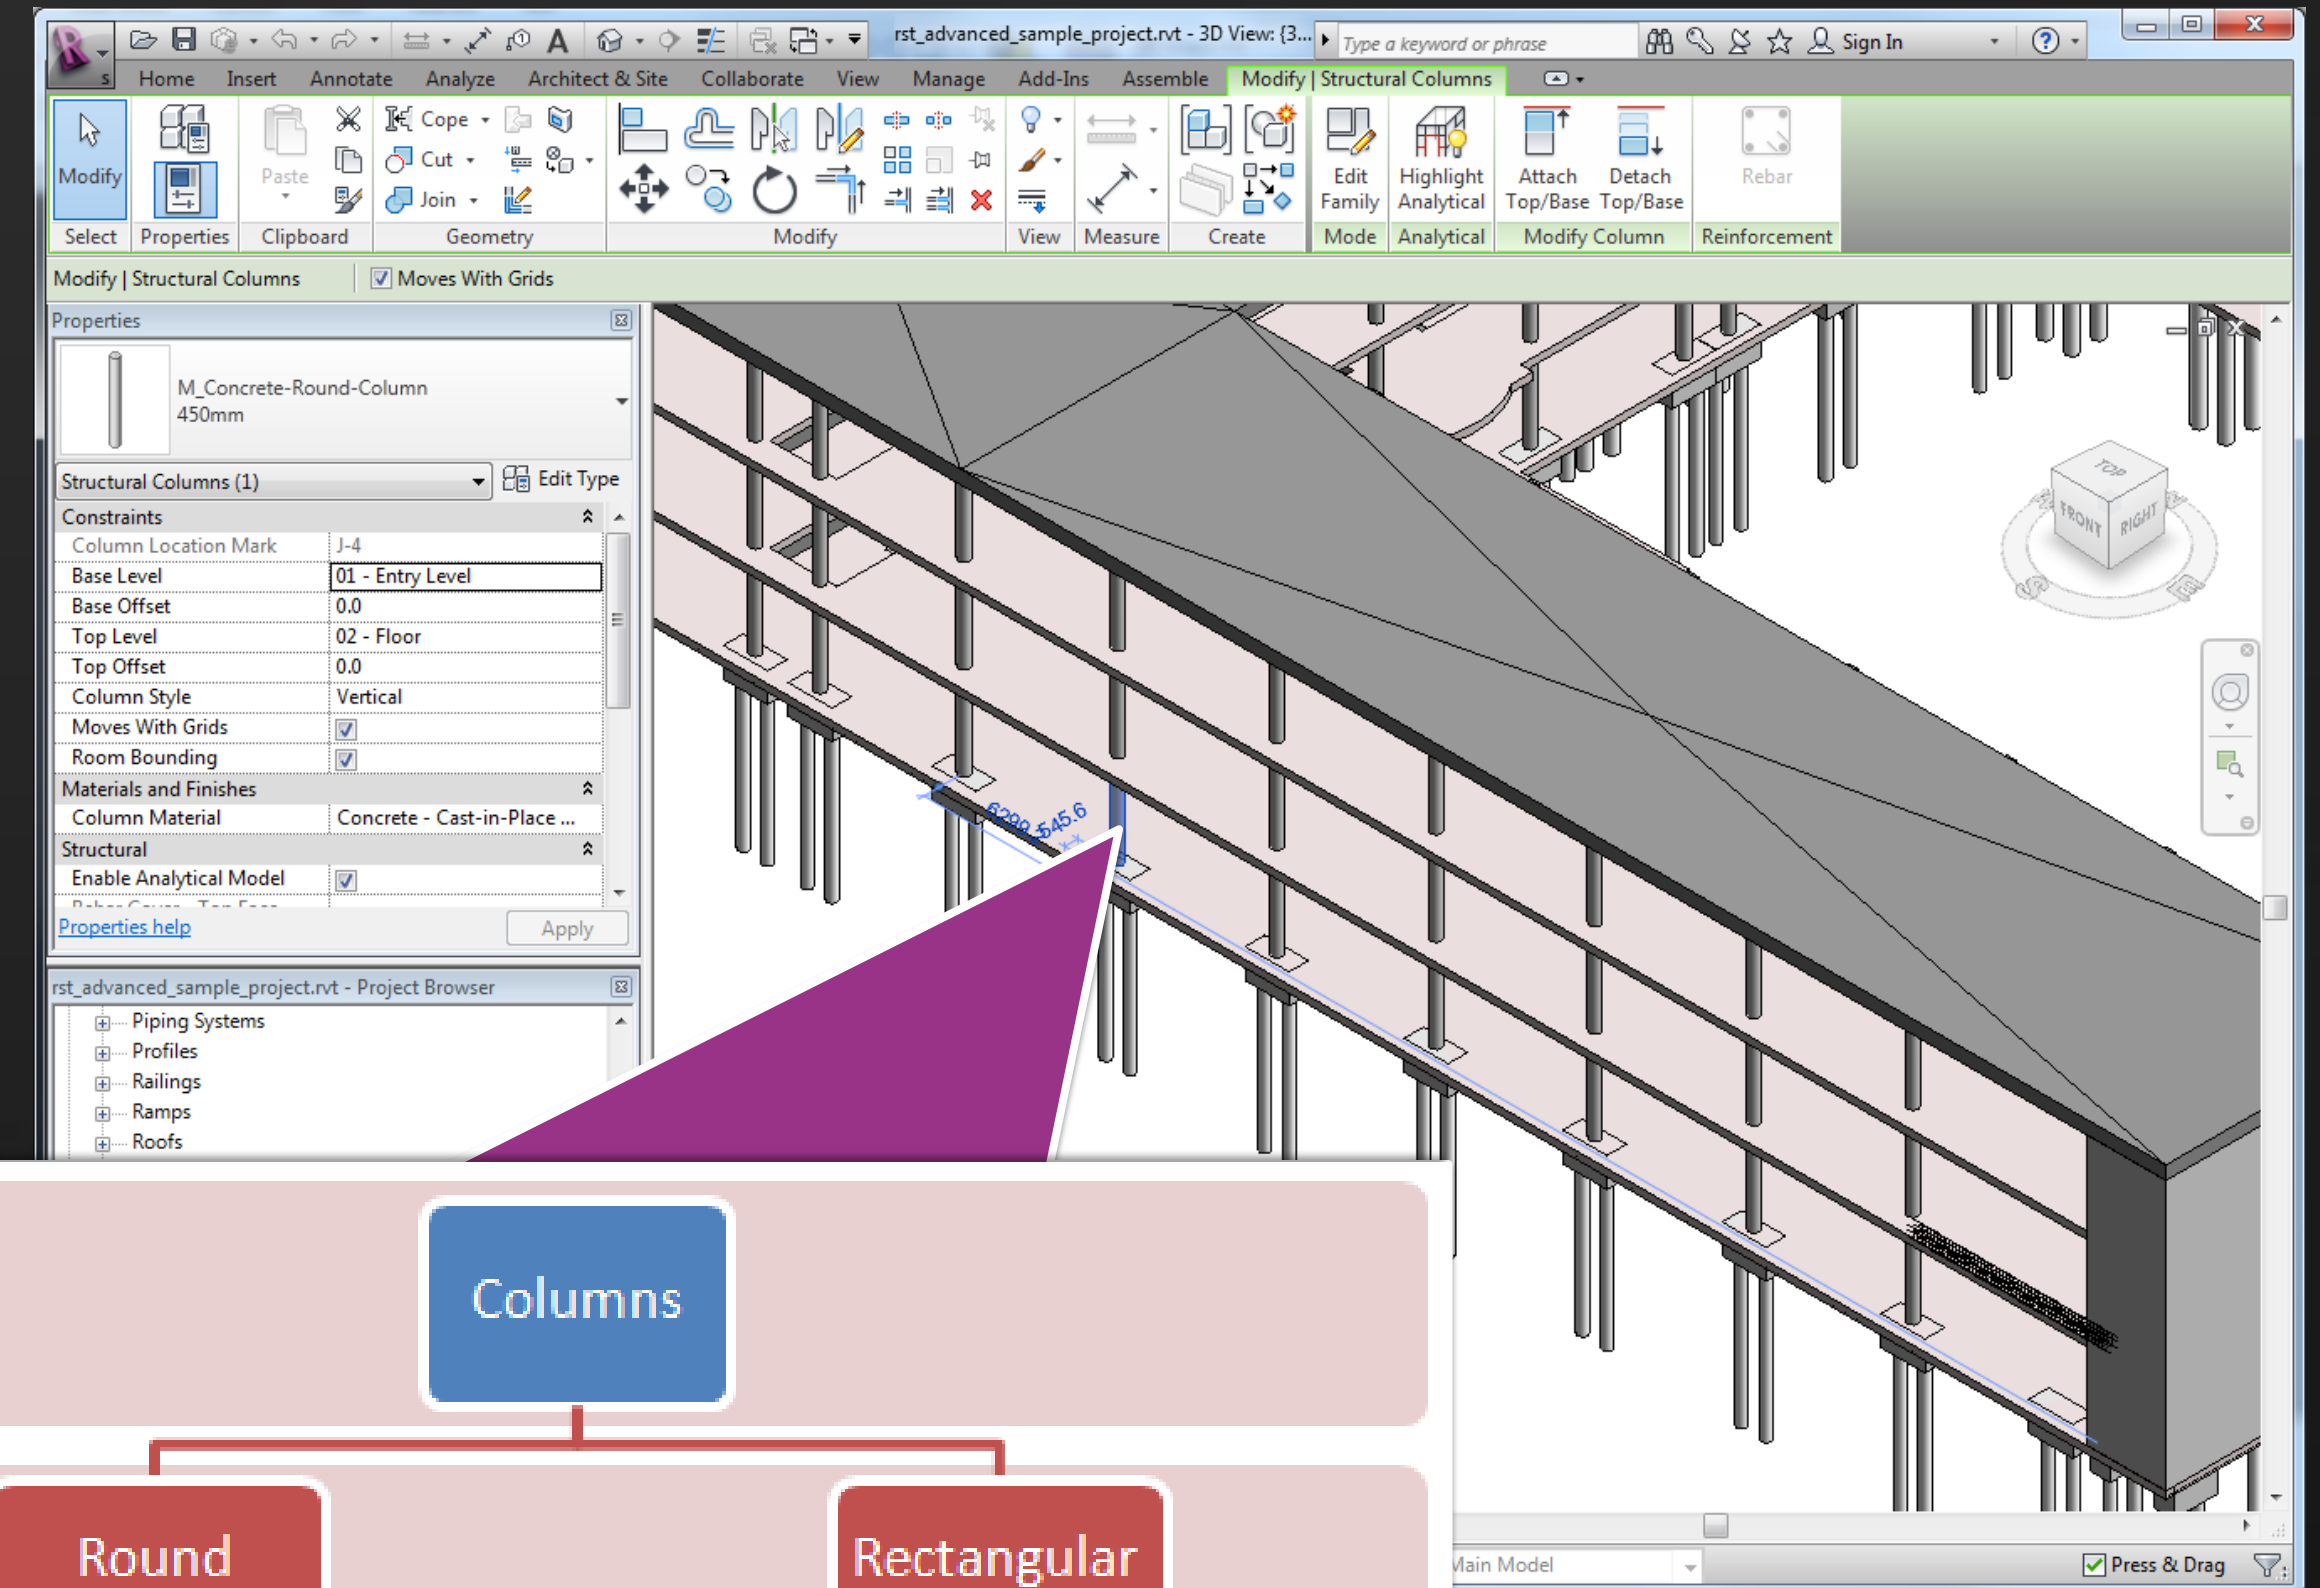 rst_advanced_sample_project.rvt - 3D View: {3...
Type a keyword or phrase
Sign In
Home Insert Annotate Analyze Architect & Site Collaborate View Manage Add-Ins Assemble Modify | Structural Columns
Modify
Paste
Cope
Cut
Join
Edit Family
Highlight Analytical
Attach Top/Base
Detach Top/Base
Rebar
Select Properties Clipboard Geometry Modify View Measure Create Mode Analytical Modify Column Reinforcement
Modify | Structural Columns Moves With Grids
Properties
M_Concrete-Round-Column
450mm
Structural Columns (1) Edit Type
Constraints
Column Location Mark J-4
Base Level 01 - Entry Level
Base Offset 0.0
Top Level 02 - Floor
Top Offset 0.0
Column Style Vertical
Moves With Grids
Room Bounding
Materials and Finishes
Column Material Concrete - Cast-in-Place ...
Structural
Enable Analytical Model
Properties help Apply
rst_advanced_sample_project.rvt - Project Browser
Piping Systems
Profiles
Railings
Ramps
Roofs
TOP
FRONT
RIGHT
545.6
Columns
Round
Rectangular
Main Model
Press & Drag